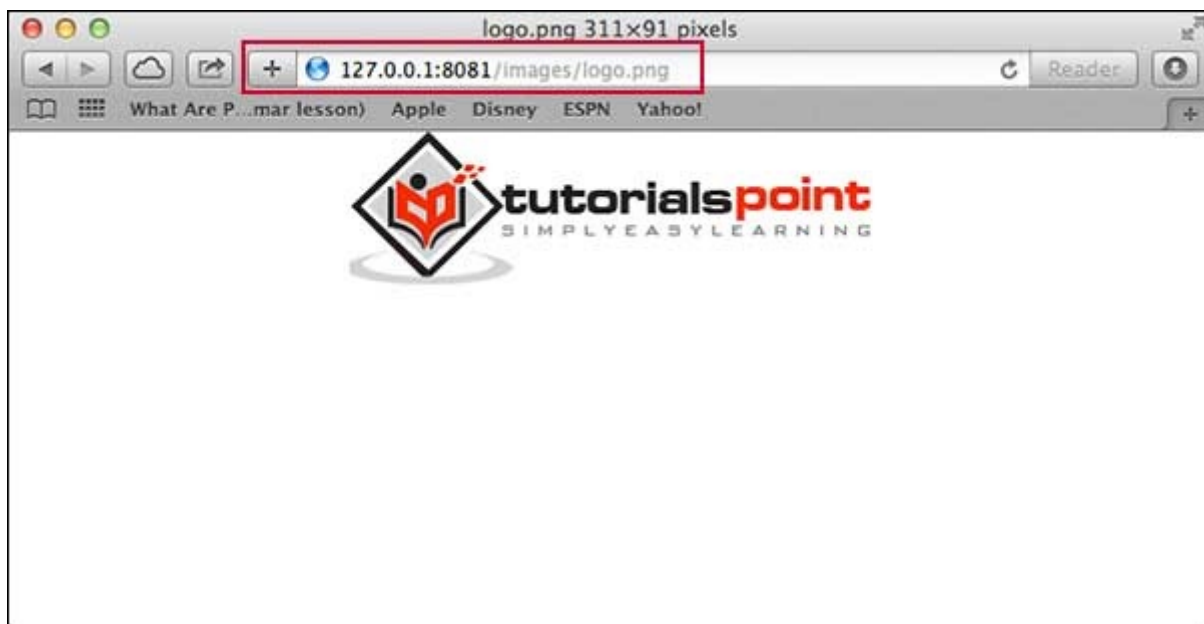 logo.png 311×91 pixels
127.0.0.1:8081/images/logo.png
Reader
What Are P...mar lesson) Apple Disney ESPN Yahoo!
tutorialspoint
SIMPLYEASYLEARNING